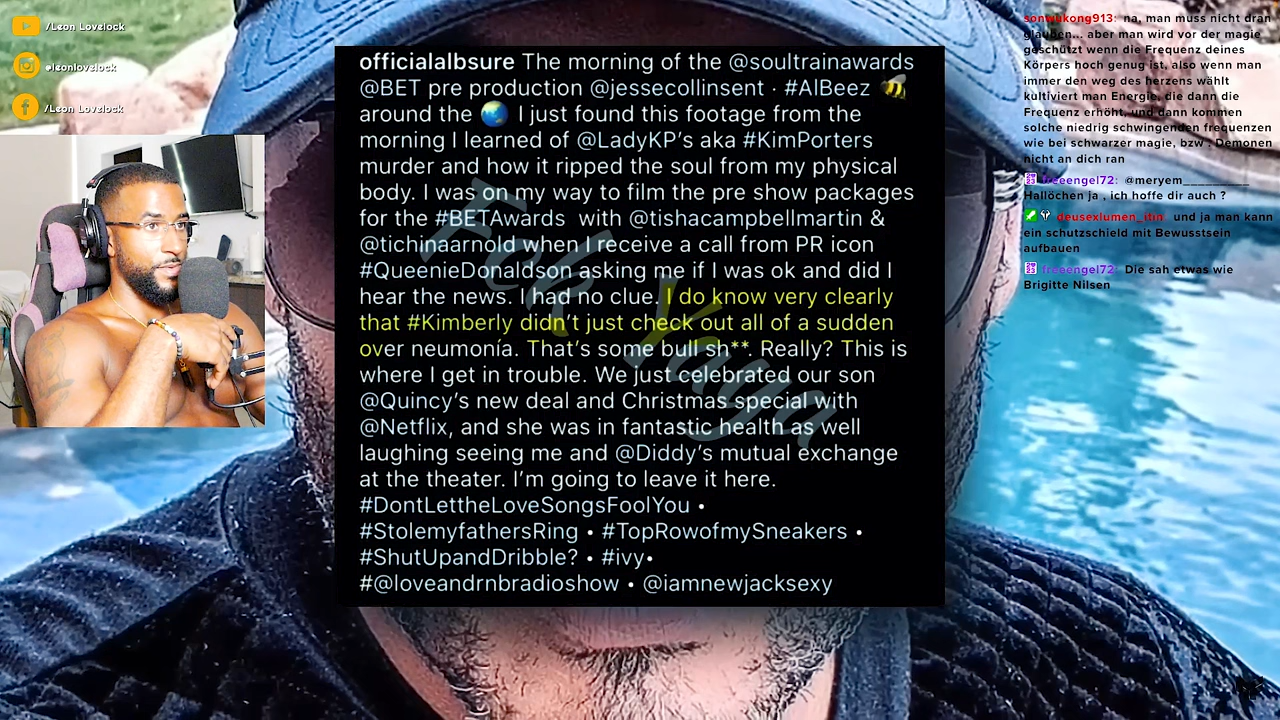 /Leon Lovelock
@leonlovelock
/Leon Lovelock
officialalbsure The morning of the @soultrainawards
@BET pre production @jessecollinsent · #AlBeez 🐝
around the 🌏 I just found this footage from the
morning I learned of @LadyKP’s aka #KimPorters
murder and how it ripped the soul from my physical
body. I was on my way to film the pre show packages
for the #BETAwards with @tishacampbellmartin &
@tichinaarnold when I receive a call from PR icon
#QueenieDonaldson asking me if I was ok and did I
hear the news. I had no clue. I do know very clearly
that #Kimberly didn’t just check out all of a sudden
over neumonía. That’s some bull sh**. Really? This is
where I get in trouble. We just celebrated our son
@Quincy’s new deal and Christmas special with
@Netflix, and she was in fantastic health as well
laughing seeing me and @Diddy’s mutual exchange
at the theater. I’m going to leave it here.
#DontLettheLoveSongsFoolYou •
#StolemyfathersRing • #TopRowofmySneakers •
#ShutUpandDribble? • #ivy•
#@loveandrnbradioshow • @iamnewjacksexy
sonwukong913: na, man muss nicht dran
glauben... aber man wird vor der magie
geschützt wenn die Frequenz deines
Körpers hoch genug ist, also wenn man
immer den weg des herzens wählt
kultiviert man Energie, die dann die
Frequenz erhöht, und dann kommen
solche niedrig schwingenden frequenzen
wie bei schwarzer magie, bzw . Demonen
nicht an dich ran
freeengel72: @meryem_________
Hallöchen ja , ich hoffe dir auch ?
deusexlumen_itin: und ja man kann
ein schutzschield mit Bewusstsein
aufbauen
freeengel72: Die sah etwas wie
Brigitte Nilsen